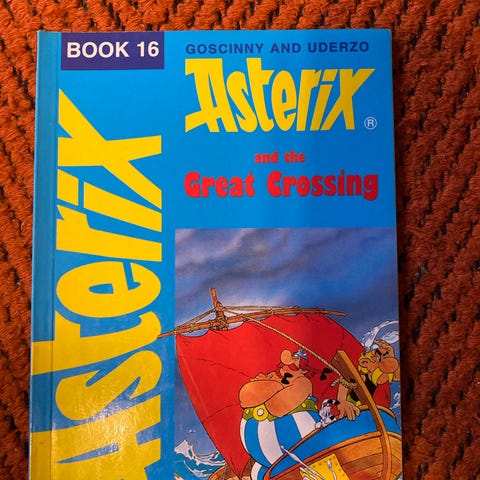 BOOK 16
GOSCINNY AND UDERZO
Asterix ®
and the
Great Crossing
Asterix